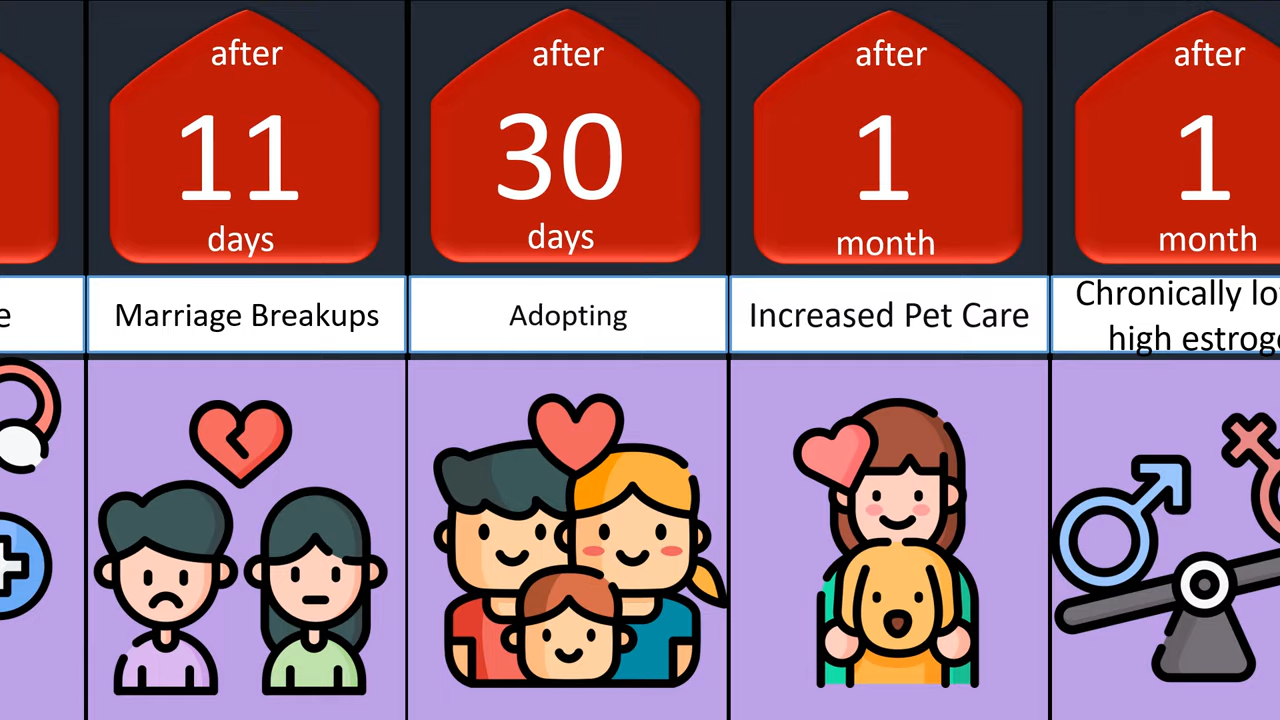 after
11
days
Marriage Breakups
after
30
days
Adopting
after
1
month
Increased Pet Care
after
1
month
Chronically
high